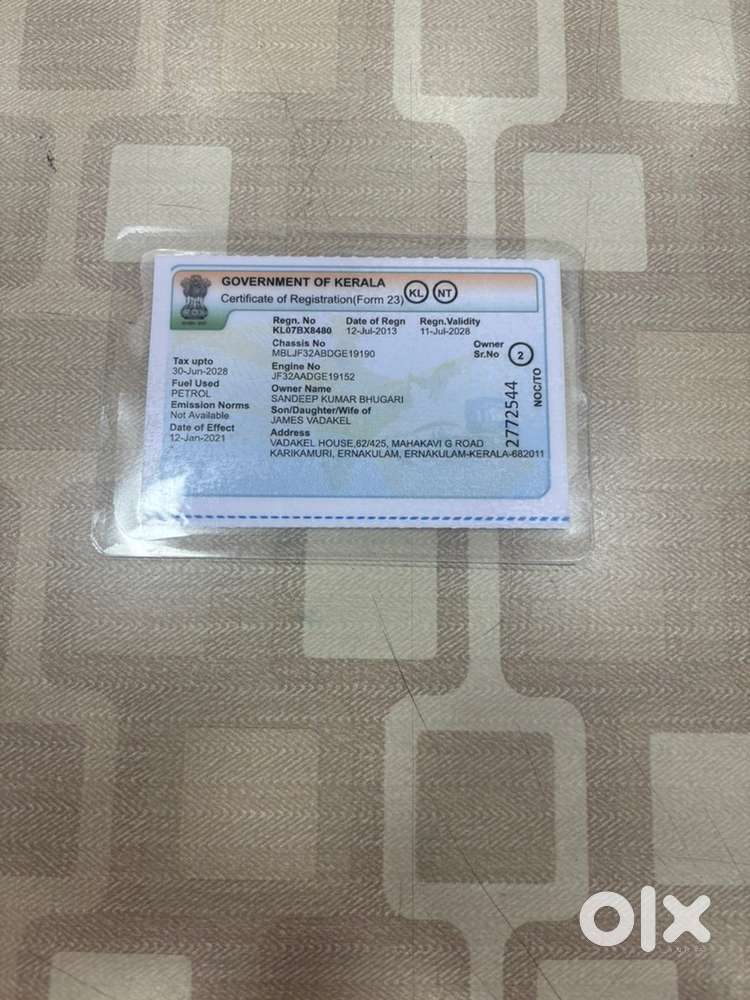 GOVERNMENT OF KERALA
Certificate of Registration(Form 23) KL NT
Regn. No Date of Regn Regn.Validity
KL07BX8480 12-Jul-2013 11-Jul-2028
Chassis No
MBLJF32ABDGE19190
Owner
Sr.No 2
Tax upto
30-Jun-2028
Engine No
JF32AADGE19152
Fuel Used
PETROL
Owner Name
SANDEEP KUMAR BHUGARI
Emission Norms
Not Available
Son/Daughter/Wife of
JAMES VADAKEL
Date of Effect
12-Jan-2021
Address
VADAKEL HOUSE,62/425, MAHAKAVI G ROAD
KARIKAMURI, ERNAKULAM, ERNAKULAM-KERALA-682011
2772544
NOC/TO
olx